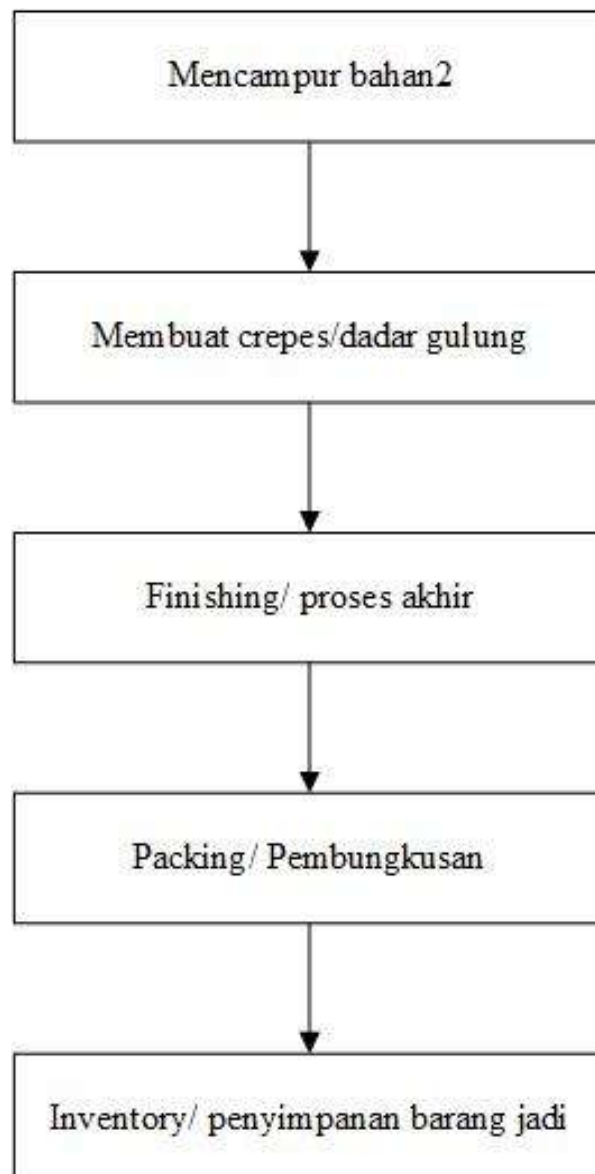 Mencampur bahan2
Membuat crepes/dadar gulung
Finishing/ proses akhir
Packing/ Pembungkusan
Inventory/ penyimpanan barang jadi